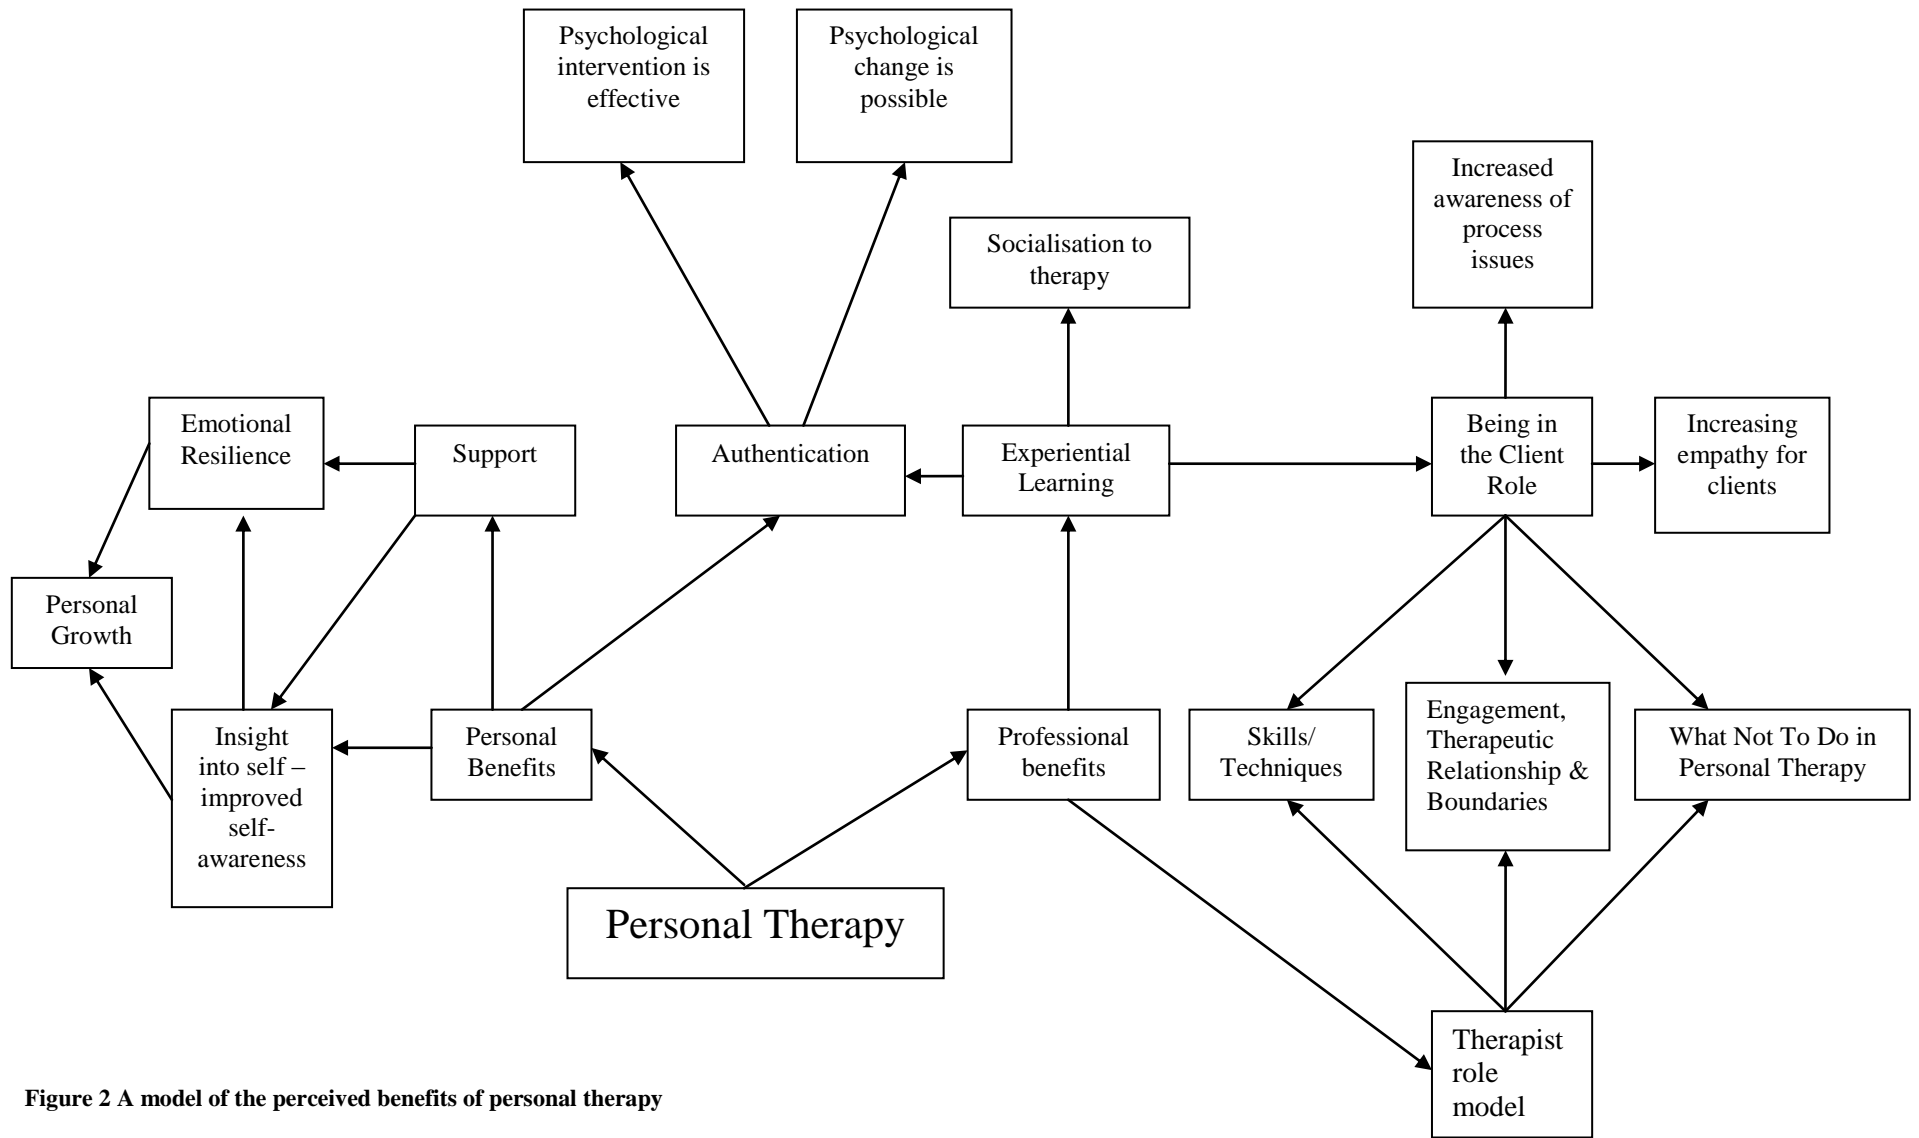 Psychological
intervention is
effective
Psychological
change is
possible
Increased
awareness of
process
issues
Socialisation to
therapy
Emotional
Resilience
Support
Authentication
Experiential
Learning
Being in
the Client
Role
Increasing
empathy for
clients
Personal
Growth
Insight
into self –
improved
self-
awareness
Personal
Benefits
Professional
benefits
Skills/
Techniques
Engagement,
Therapeutic
Relationship &
Boundaries
What Not To Do in
Personal Therapy
Personal Therapy
Therapist
role
model
Figure 2 A model of the perceived benefits of personal therapy